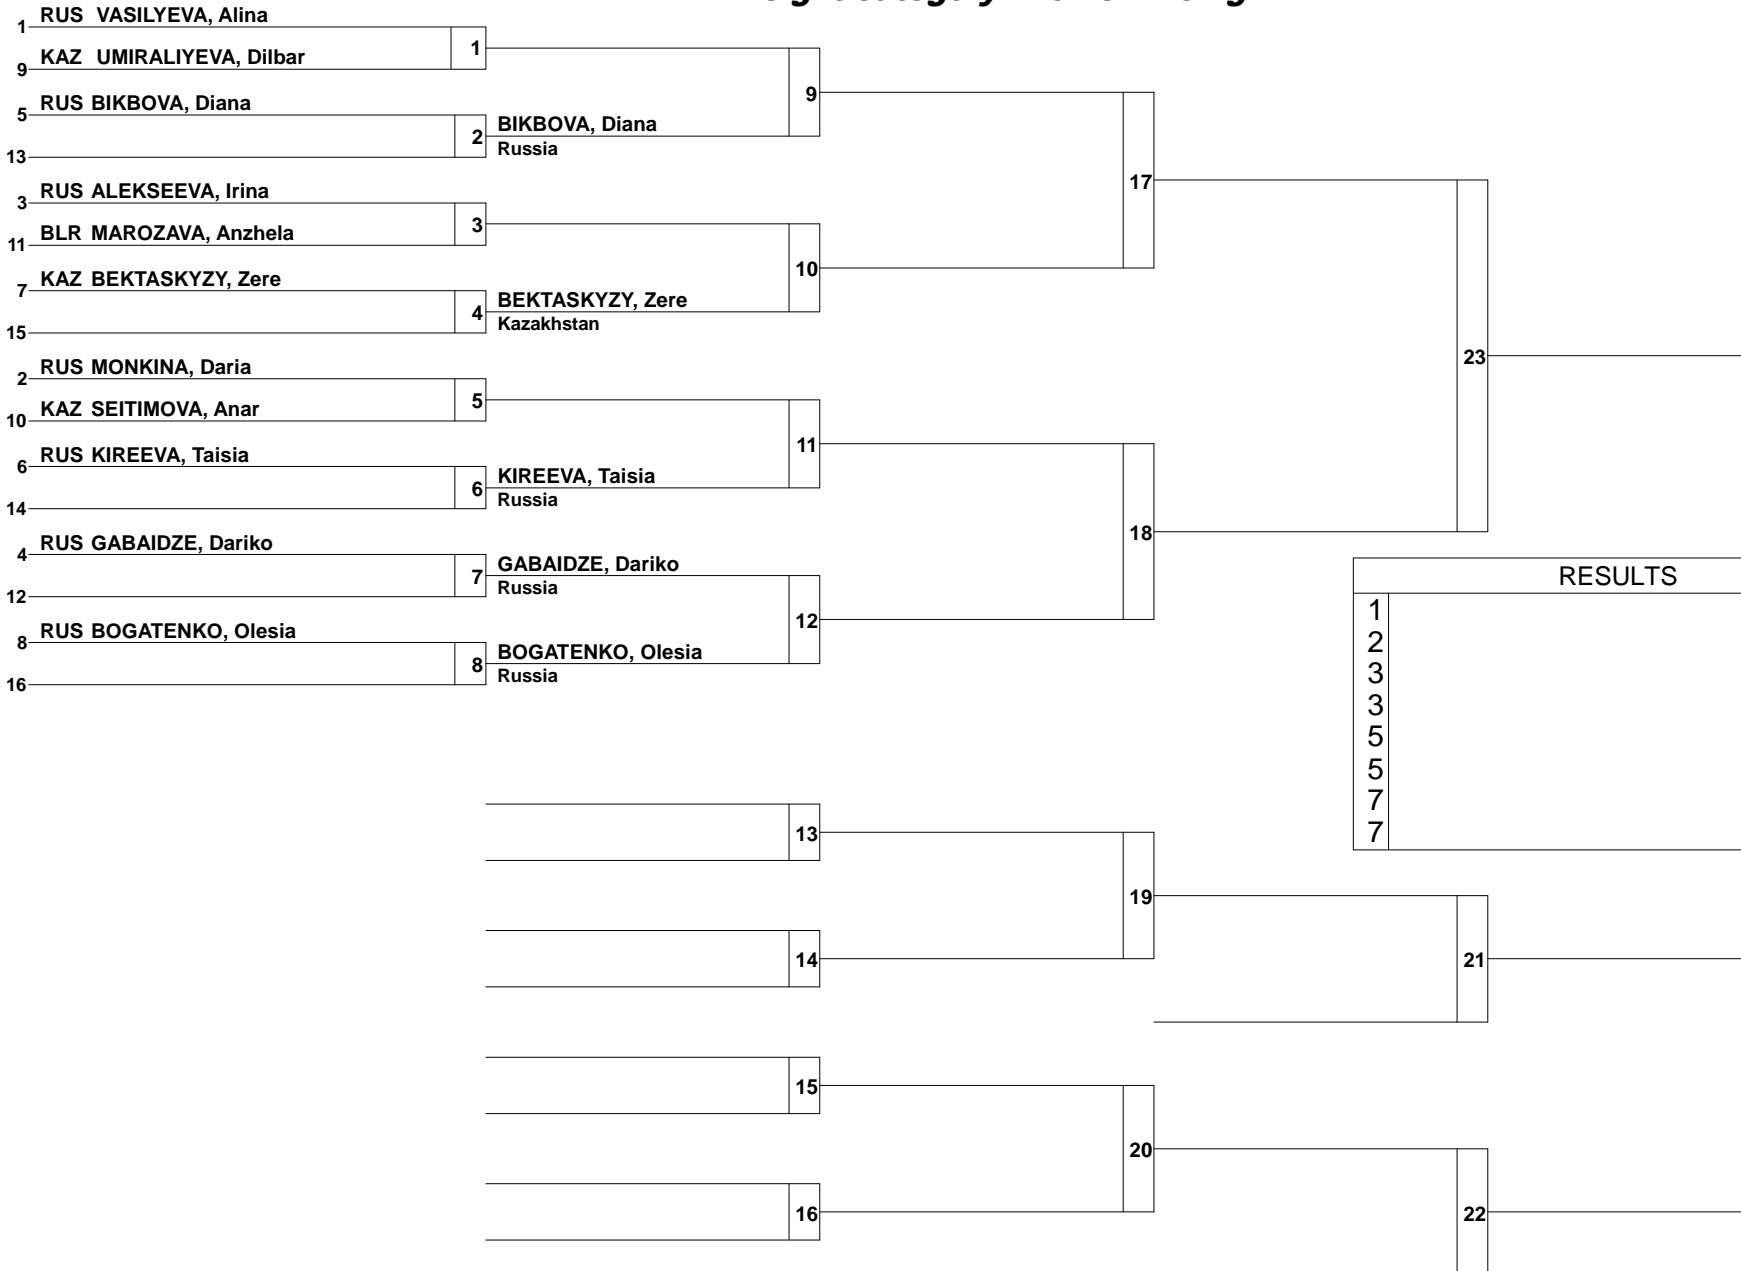 1 RUS VASILYEVA, Alina
1
9 KAZ UMIRALIYEVA, Dilbar
5 RUS BIKBOVA, Diana
2 BIKBOVA, Diana
Russia
13
9
3 RUS ALEKSEEVA, Irina
3
11 BLR MAROZAVA, Anzhela
7 KAZ BEKTASKYZY, Zere
4 BEKTASKYZY, Zere
Kazakhstan
15
10
17
2 RUS MONKINA, Daria
5
10 KAZ SEITIMOVA, Anar
6 RUS KIREEVA, Taisia
6 KIREEVA, Taisia
Russia
14
11
4 RUS GABAIDZE, Dariko
7 GABAIDZE, Dariko
Russia
12
8 RUS BOGATENKO, Olesia
8 BOGATENKO, Olesia
Russia
16
12
18
23
RESULTS
1
2
3
3
5
5
7
7
13
14
19
21
15
16
20
22